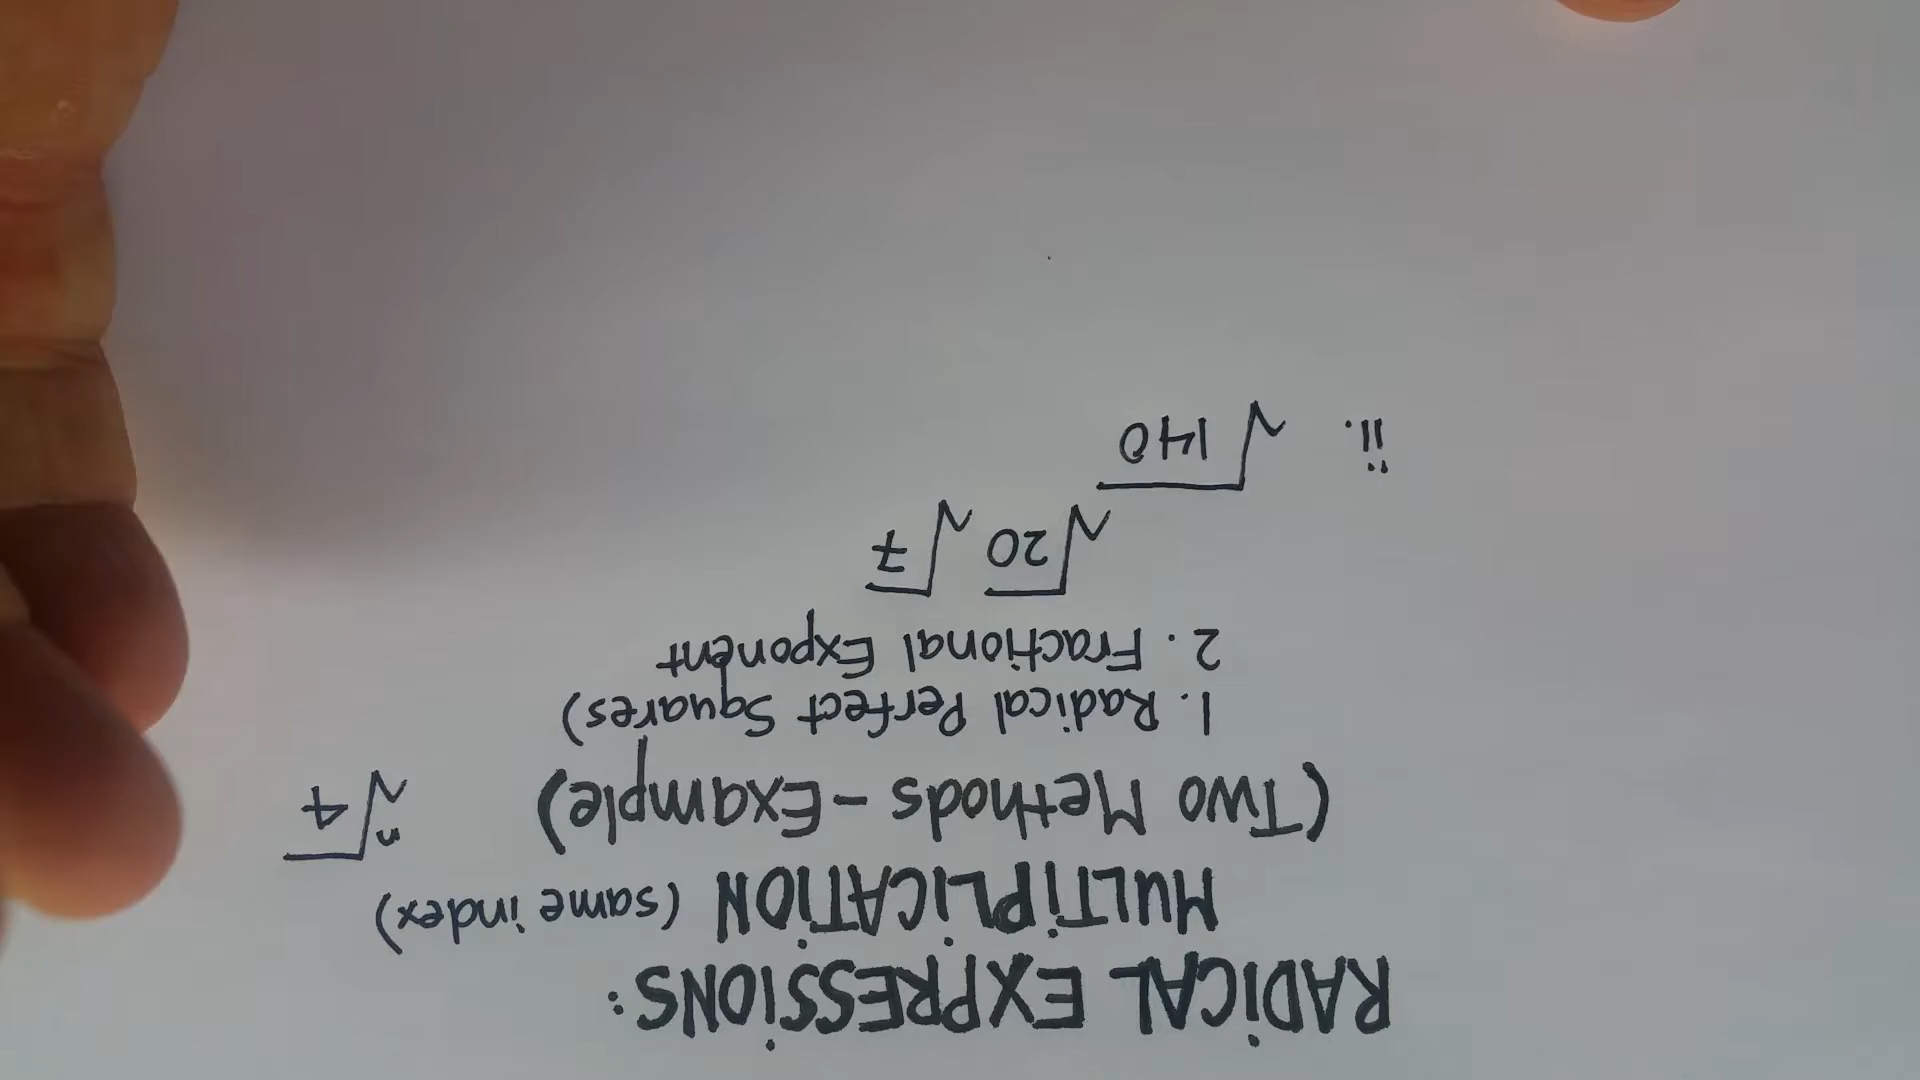 RADICAL EXPRESSIONS:
MULTIPLICATION (same index)
(Two Methods - Example) ⁿ√4
1. Radical Perfect Squares)
2. Fractional Exponent
√20 √7
ii. √140